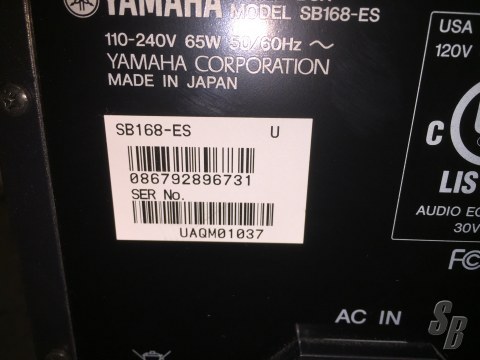 YAMAHA
MODEL SB168-ES
110-240V 65W 50/60Hz ~
YAMAHA CORPORATION
MADE IN JAPAN
SB168-ES U
086792896731
SER No.
UAQM01037
USA
120V
C UL
LIS
AUDIO EQ
30V
FC
AC IN
SB